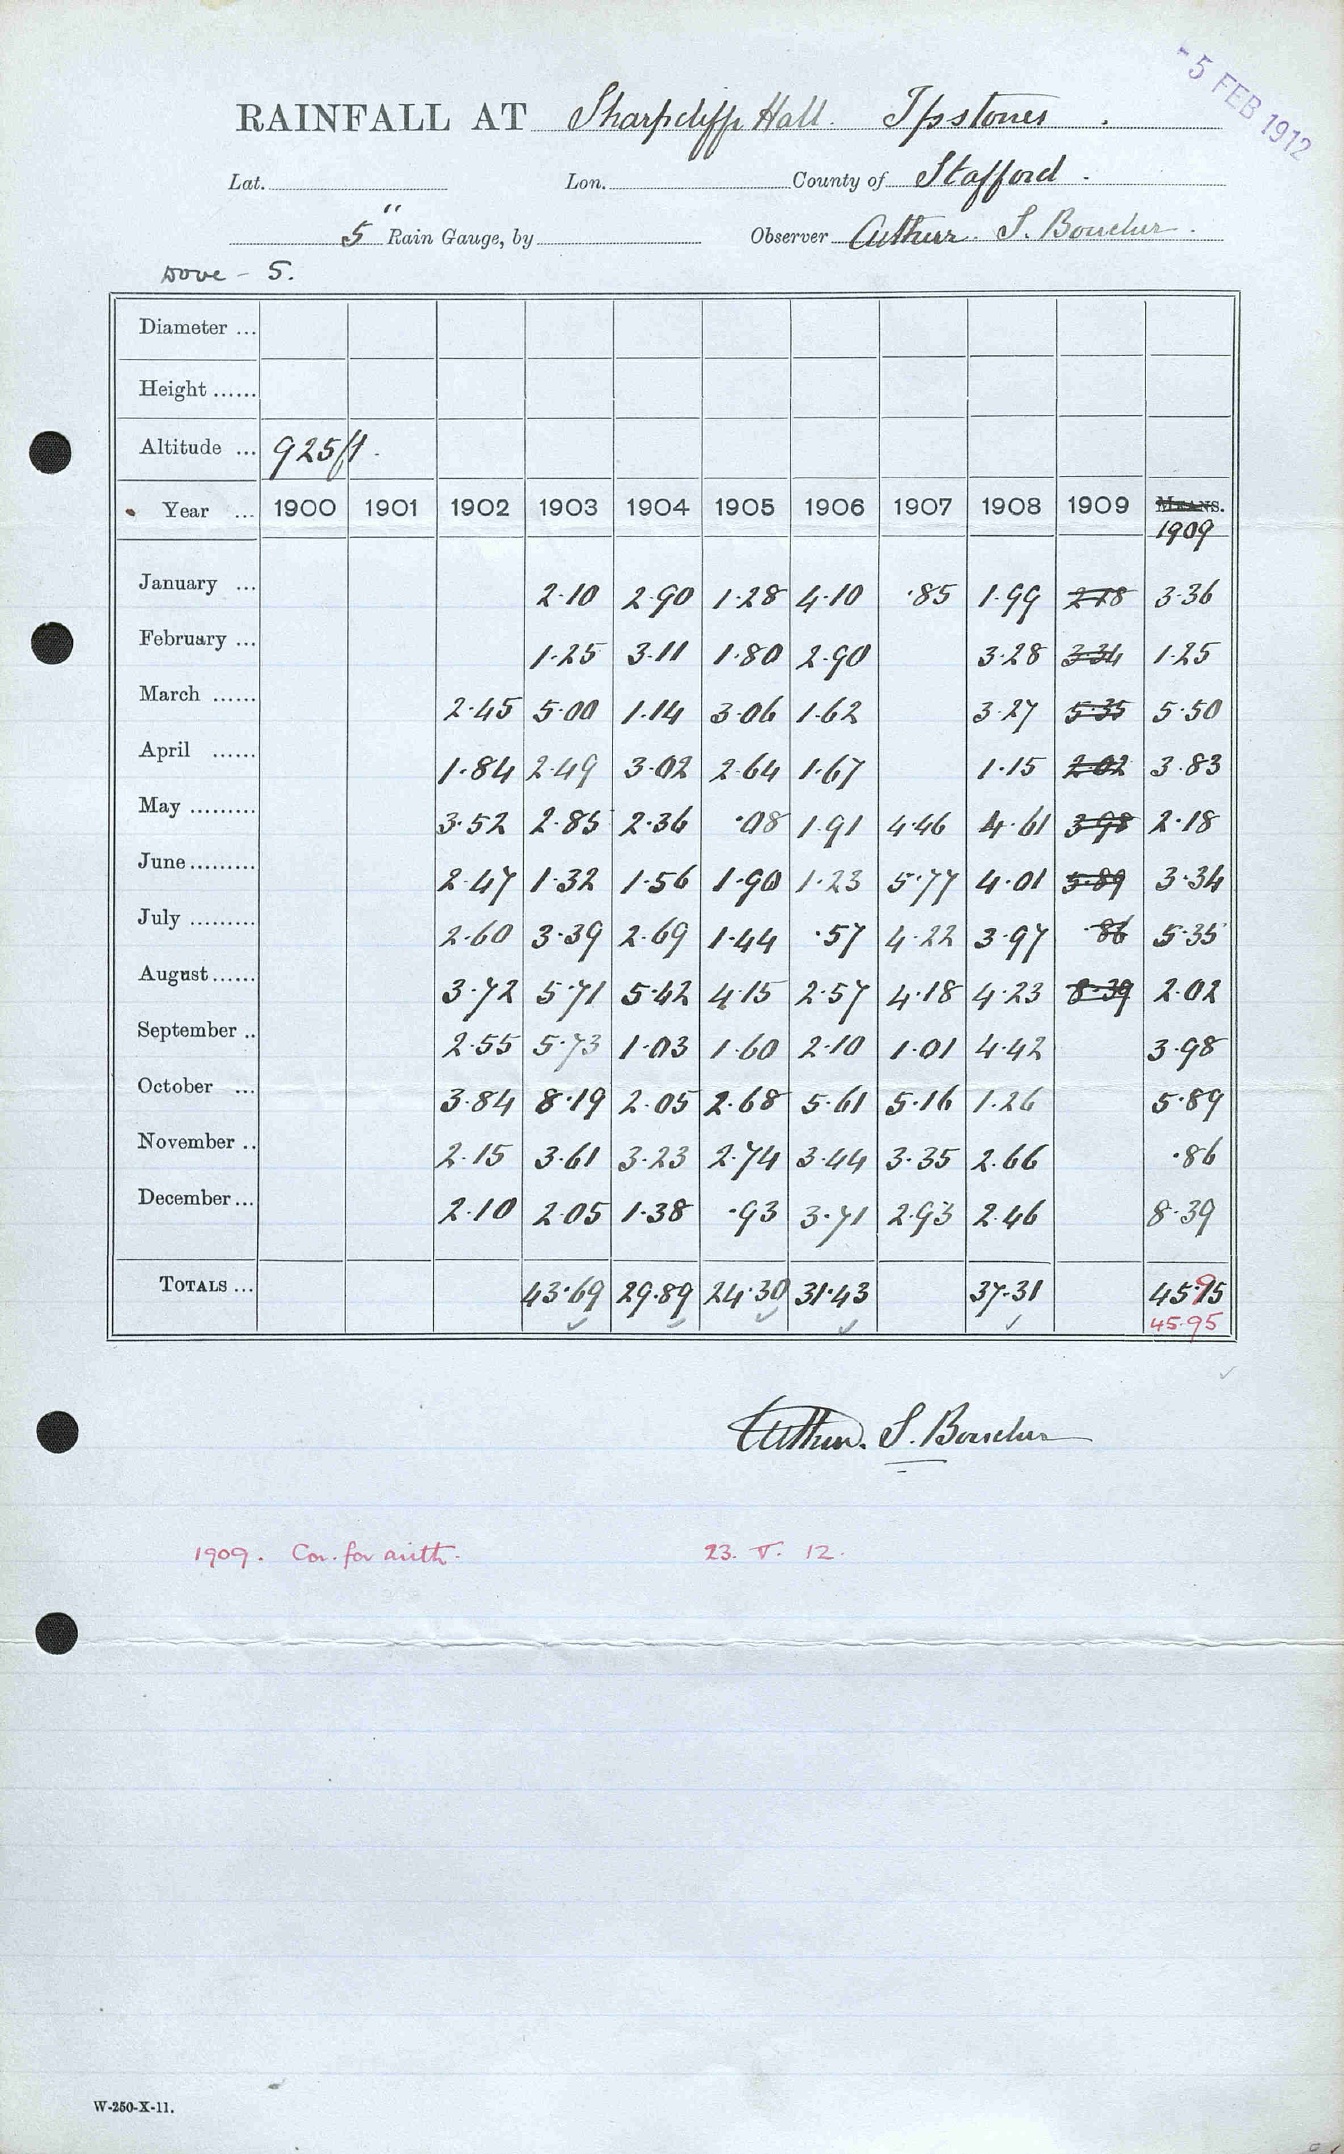 -5 FEB 1912
RAINFALL AT Sharpcliffe Hall. Ipstones.
Lat. Lon. County of Stafford.
5" Rain Gauge, by Observer Arthur. S. Boucher.
Dove - 5.
Diameter ...
Height ......
Altitude ... 925 ft.
Year ... 1900 1901 1902 1903 1904 1905 1906 1907 1908 1909 MEANS.
1909
January ... 2·10 2·90 1·28 4·10 ·85 1·99 2·18 3·36
February ... 1·25 3·11 1·80 2·90 3·28 3·34 1·25
March ...... 2·45 5·00 1·14 3·06 1·62 3·27 5·35 5·50
April ...... 1·84 2·49 3·02 2·64 1·67 1·15 2·02 3·83
May ......... 3·52 2·85 2·36 ·08 1·91 4·46 4·61 3·98 2·18
June ......... 2·47 1·32 1·56 1·90 1·23 5·77 4·01 5·89 3·34
July ......... 2·60 3·39 2·69 1·44 ·57 4·22 3·97 ·86 5·35
August ...... 3·72 5·71 5·42 4·15 2·57 4·18 4·23 8·39 2·02
September .. 2·55 5·73 1·03 1·60 2·10 1·01 4·42 3·98
October ... 3·84 8·19 2·05 2·68 5·61 5·16 1·26 5·89
November .. 2·15 3·61 3·23 2·74 3·44 3·35 2·66 ·86
December ... 2·10 2·05 1·38 ·93 3·71 2·93 2·46 8·39
TOTALS ... 43·69 29·89 24·30 31·43 37·31 45·95
45·95
Arthur. S. Boucher
1909. Cor. for arith. 23. V. 12.
W-250-X-11.